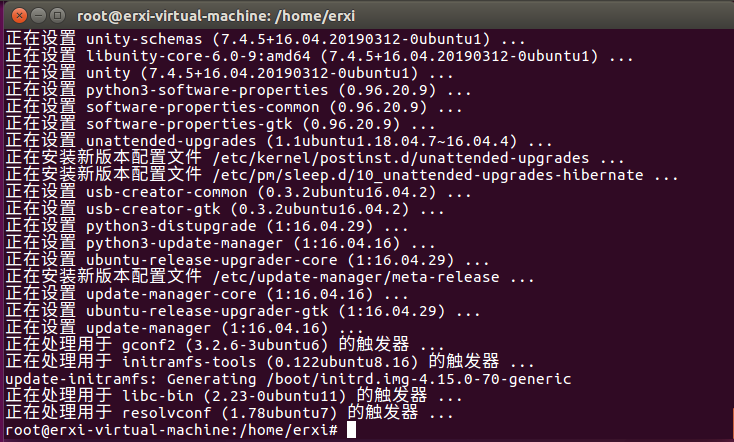 root@erxi-virtual-machine: /home/erxi
正在设置 unity-schemas (7.4.5+16.04.20190312-0ubuntu1) ...
正在设置 libunity-core-6.0-9:amd64 (7.4.5+16.04.20190312-0ubuntu1) ...
正在设置 unity (7.4.5+16.04.20190312-0ubuntu1) ...
正在设置 python3-software-properties (0.96.20.9) ...
正在设置 software-properties-common (0.96.20.9) ...
正在设置 software-properties-gtk (0.96.20.9) ...
正在设置 unattended-upgrades (1.1ubuntu1.18.04.7~16.04.4) ...
正在安装新版本配置文件 /etc/kernel/postinst.d/unattended-upgrades ...
正在安装新版本配置文件 /etc/pm/sleep.d/10_unattended-upgrades-hibernate ...
正在设置 usb-creator-common (0.3.2ubuntu16.04.2) ...
正在设置 usb-creator-gtk (0.3.2ubuntu16.04.2) ...
正在设置 python3-distupgrade (1:16.04.29) ...
正在设置 python3-update-manager (1:16.04.16) ...
正在设置 ubuntu-release-upgrader-core (1:16.04.29) ...
正在安装新版本配置文件 /etc/update-manager/meta-release ...
正在设置 update-manager-core (1:16.04.16) ...
正在设置 ubuntu-release-upgrader-gtk (1:16.04.29) ...
正在设置 update-manager (1:16.04.16) ...
正在处理用于 gconf2 (3.2.6-3ubuntu6) 的触发器 ...
正在处理用于 initramfs-tools (0.122ubuntu8.16) 的触发器 ...
update-initramfs: Generating /boot/initrd.img-4.15.0-70-generic
正在处理用于 libc-bin (2.23-0ubuntu11) 的触发器 ...
正在处理用于 resolvconf (1.78ubuntu7) 的触发器 ...
root@erxi-virtual-machine:/home/erxi#